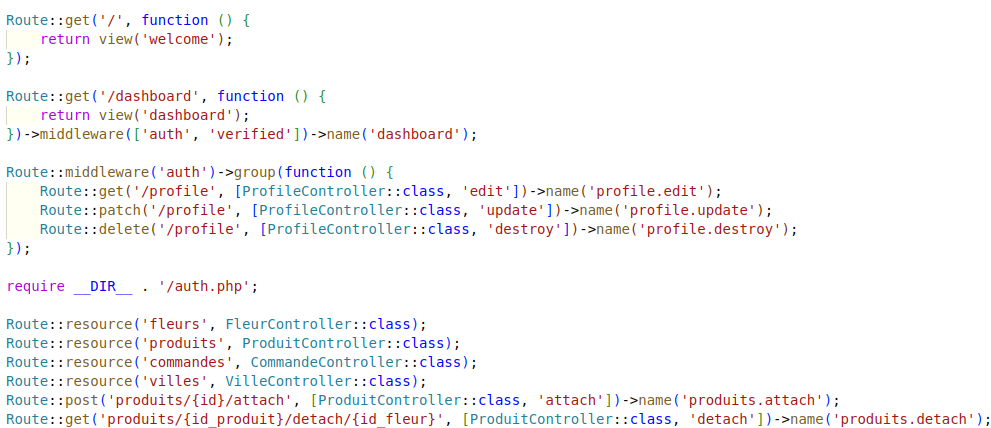 Route::get('/', function () {
    return view('welcome');
});

Route::get('/dashboard', function () {
    return view('dashboard');
})->middleware(['auth', 'verified'])->name('dashboard');

Route::middleware('auth')->group(function () {
    Route::get('/profile', [ProfileController::class, 'edit'])->name('profile.edit');
    Route::patch('/profile', [ProfileController::class, 'update'])->name('profile.update');
    Route::delete('/profile', [ProfileController::class, 'destroy'])->name('profile.destroy');
});

require __DIR__ . '/auth.php';

Route::resource('fleurs', FleurController::class);
Route::resource('produits', ProduitController::class);
Route::resource('commandes', CommandeController::class);
Route::resource('villes', VilleController::class);
Route::post('produits/{id}/attach', [ProduitController::class, 'attach'])->name('produits.attach');
Route::get('produits/{id_produit}/detach/{id_fleur}', [ProduitController::class, 'detach'])->name('produits.detach');